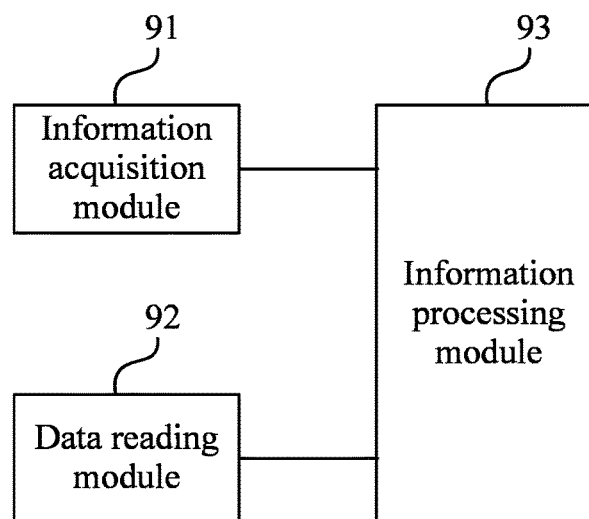 91
93
Information
acquisition
module
92
Information
processing
module
Data reading
module